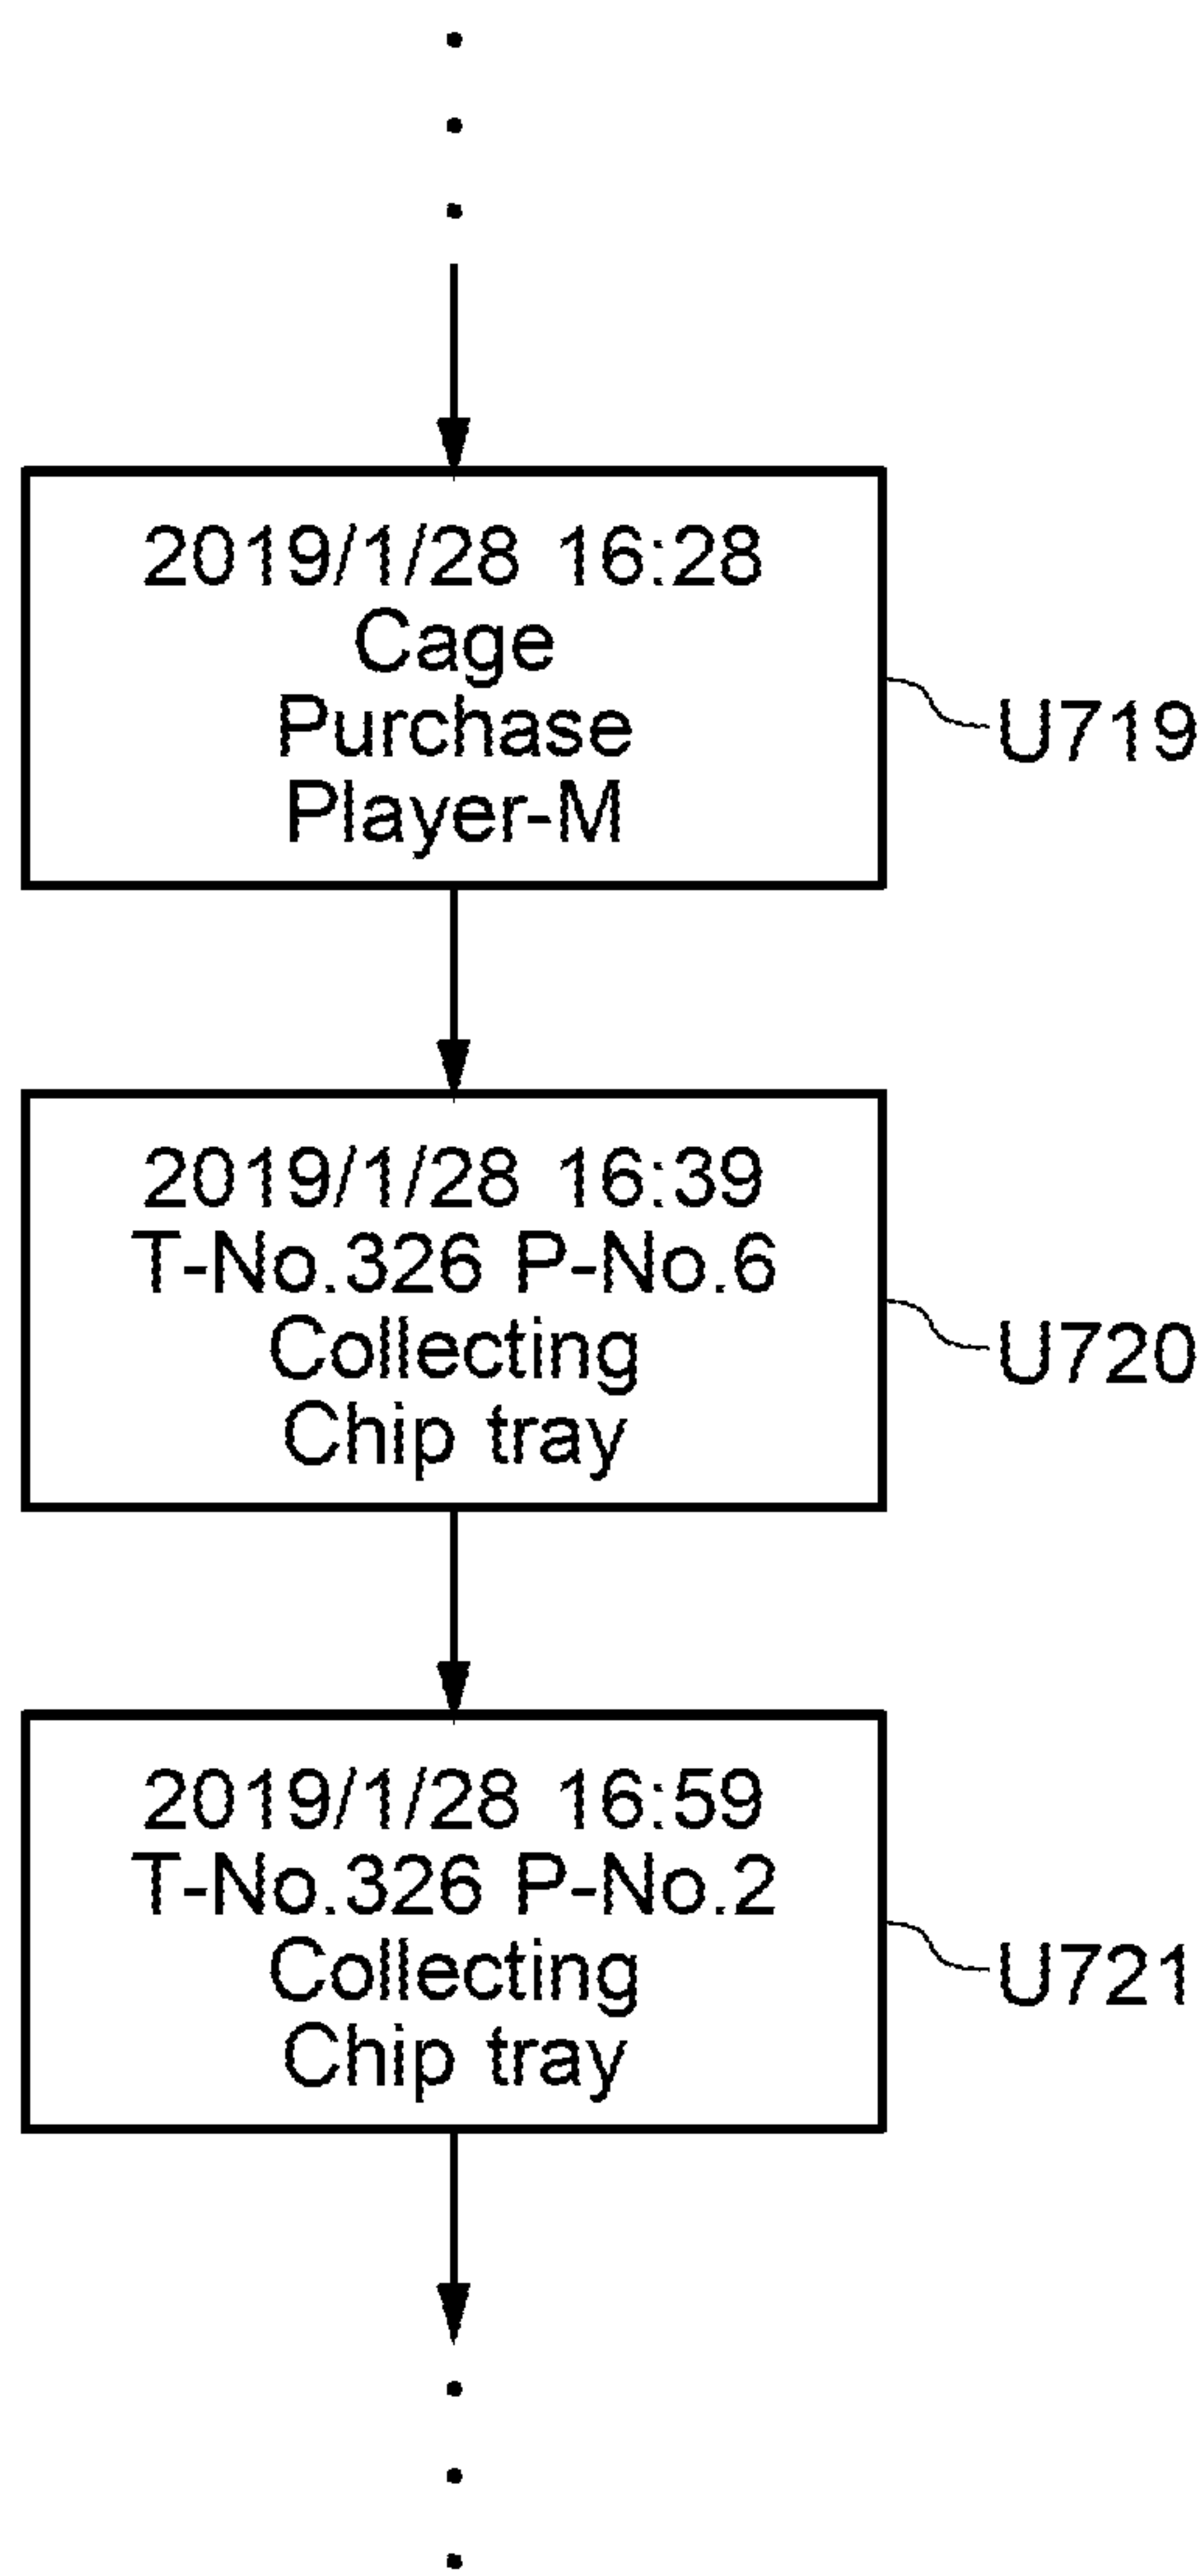 2019/1/28 16:28
Cage
Purchase
Player-M
U719
2019/1/28 16:39
T-No.326 P-No.6
Collecting
Chip tray
U720
2019/1/28 16:59
T-No.326 P-No.2
Collecting
Chip tray
U721